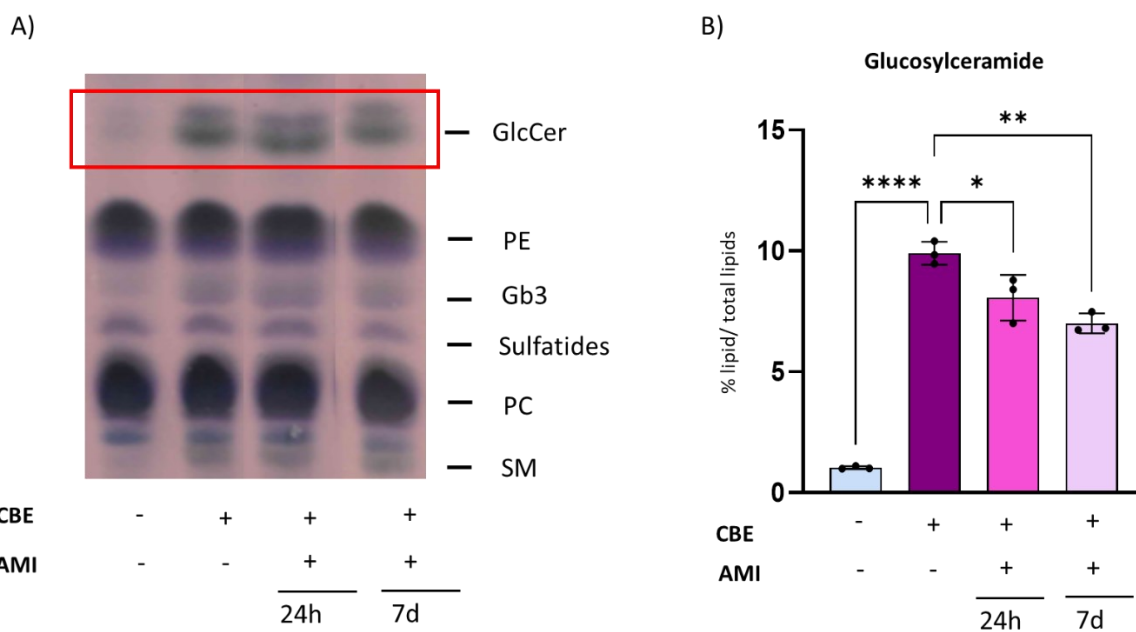 A)
GlcCer
PE
Gb3
Sulfatides
PC
SM
CBE - + + +
AMI - - + +
24h 7d
B)
Glucosylceramide
% lipid/ total lipids
15
10
5
0
**** * **
CBE - + + +
AMI - - + +
24h 7d